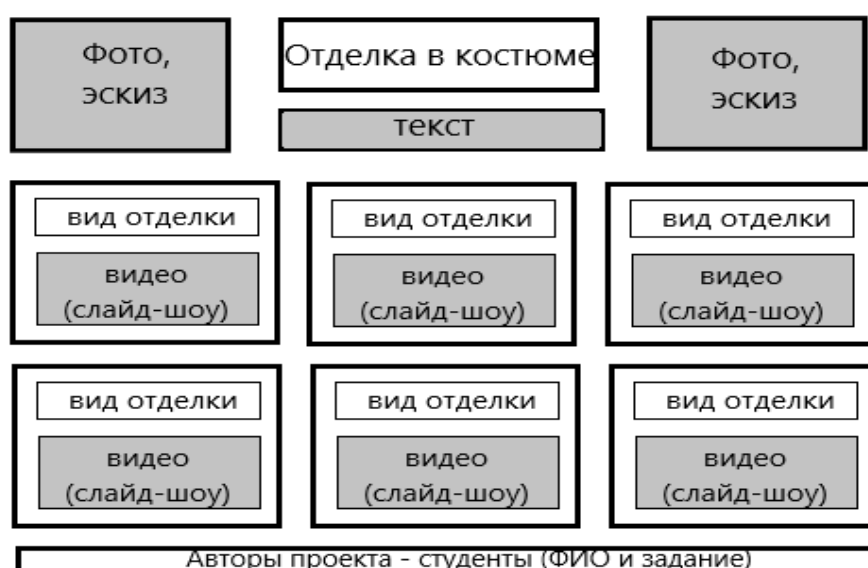 Фото,
эскиз
Отделка в костюме
текст
Фото,
эскиз
вид отделки
видео
(слайд-шоу)
вид отделки
видео
(слайд-шоу)
вид отделки
видео
(слайд-шоу)
вид отделки
видео
(слайд-шоу)
вид отделки
видео
(слайд-шоу)
вид отделки
видео
(слайд-шоу)
Авторы проекта - студенты (ФИО и задание)